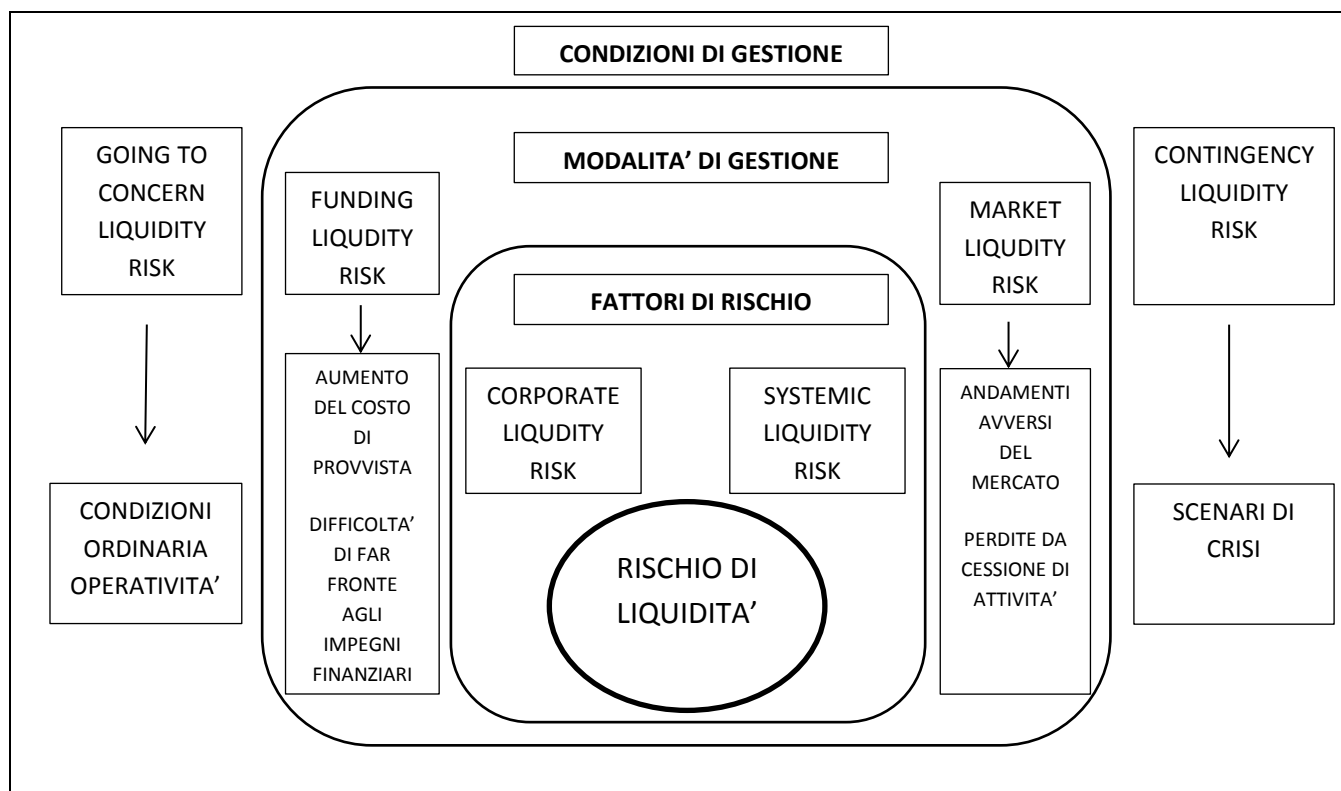 CONDIZIONI DI GESTIONE
GOING TO
CONCERN
LIQUIDITY
RISK
MODALITA’ DI GESTIONE
CONTINGENCY
LIQUIDITY
RISK
FUNDING
LIQUDITY
RISK
MARKET
LIQUDITY
RISK
FATTORI DI RISCHIO
AUMENTO
DEL COSTO
DI
PROVVISTA
DIFFICOLTA’
DI FAR
FRONTE
AGLI
IMPEGNI
FINANZIARI
CORPORATE
LIQUDITY
RISK
SYSTEMIC
LIQUIDITY
RISK
ANDAMENTI
AVVERSI
DEL
MERCATO
PERDITE DA
CESSIONE DI
ATTIVITA’
CONDIZIONI
ORDINARIA
OPERATIVITA’
RISCHIO DI
LIQUIDITA’
SCENARI DI
CRISI